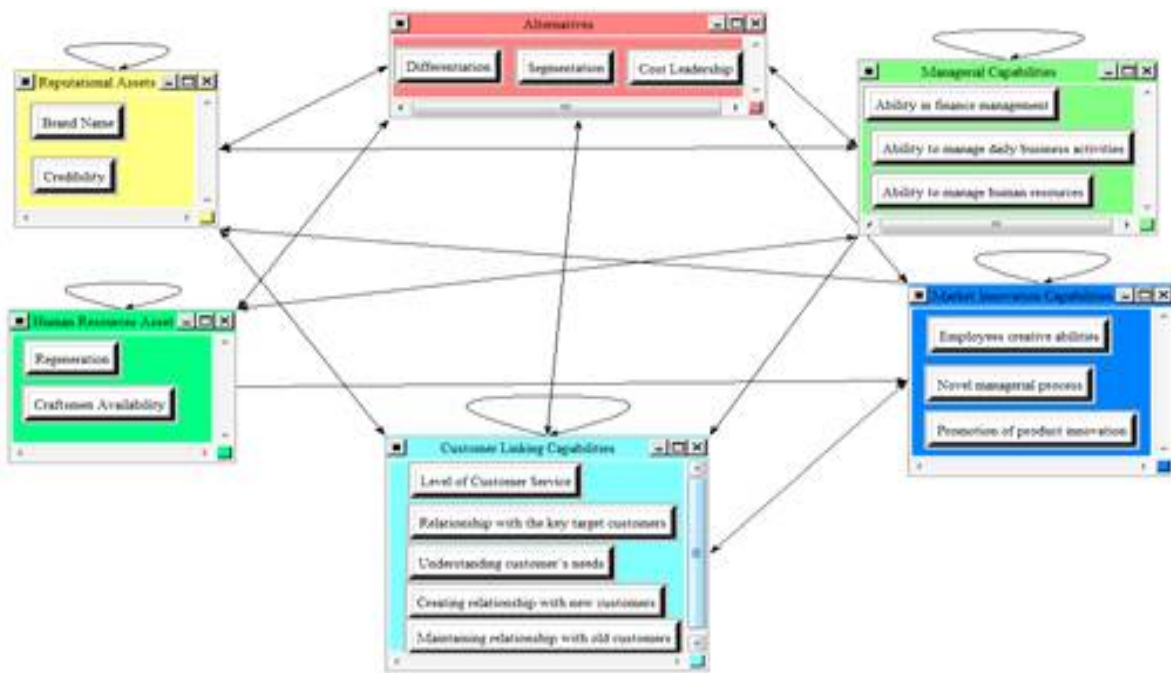 Alternatives
Differentiation
Segmentation
Cost Leadership
Reputational Assets
Brand Name
Credibility
Managerial Capabilities
Ability in finance management
Ability to manage daily business activities
Ability to manage human resources
Human Resources Asset
Regeneration
Craftsmen Availability
Market Innovation Capabilities
Employees creative abilities
Novel managerial process
Promotion of product innovation
Customer Linking Capabilities
Level of Customer Service
Relationship with the key target customers
Understanding customer's needs
Creating relationship with new customers
Maintaining relationship with old customers